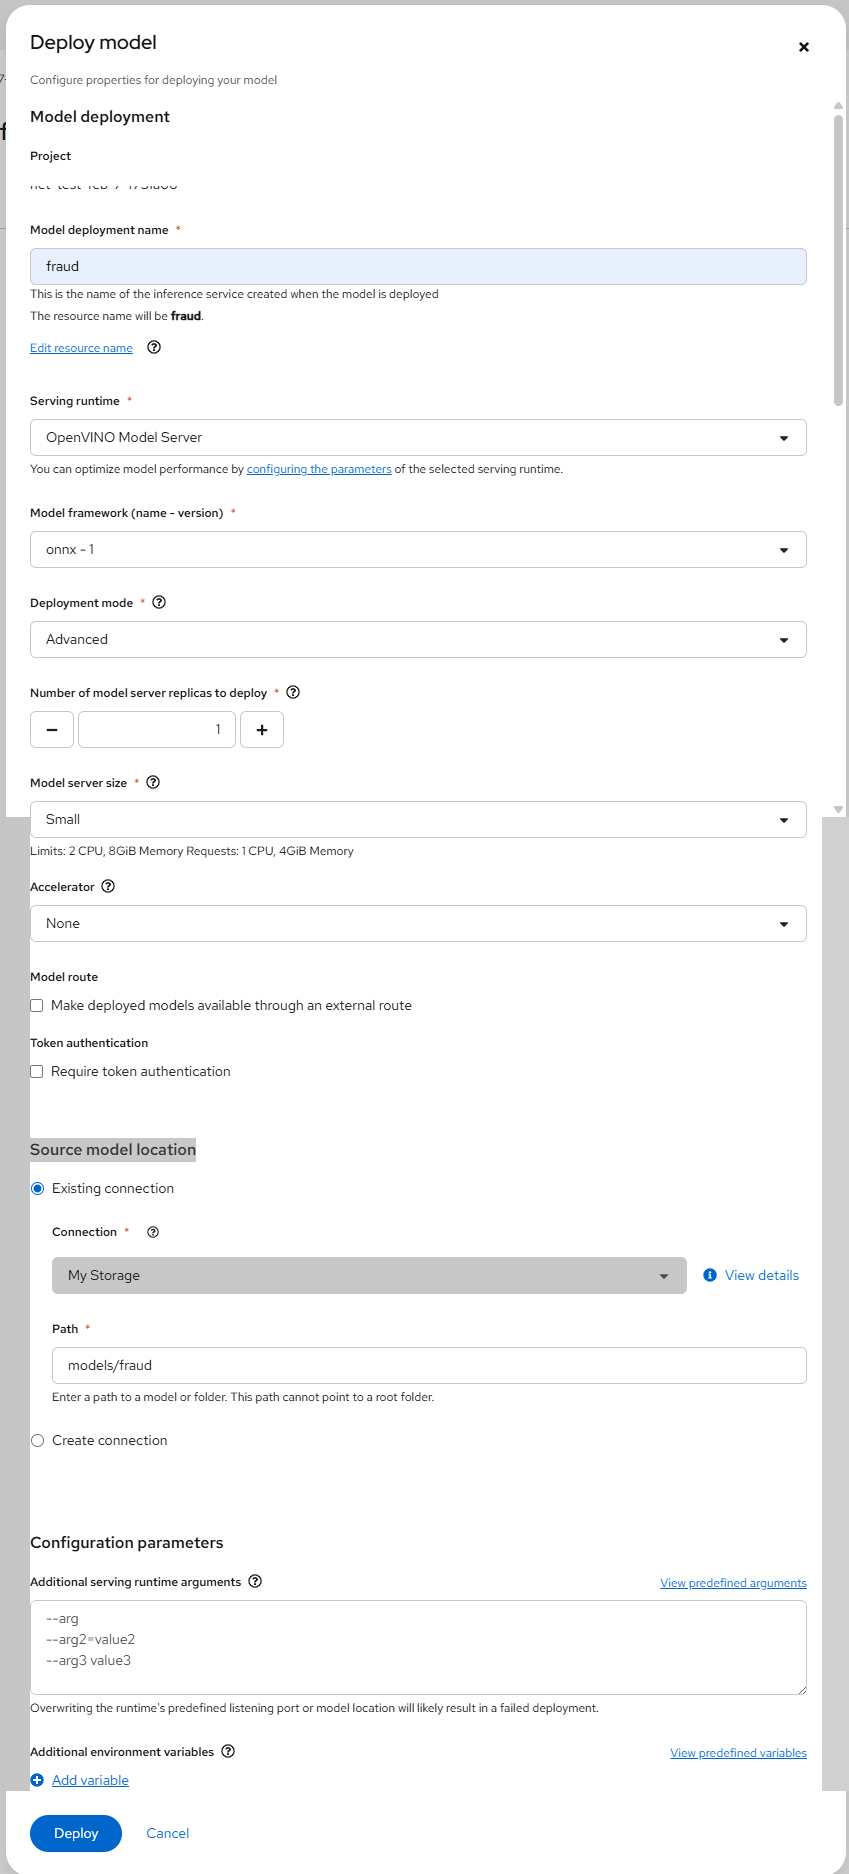 Deploy model
Configure properties for deploying your model
Model deployment
Project
Model deployment name *
fraud
This is the name of the inference service created when the model is deployed
The resource name will be fraud.
Edit resource name
Serving runtime *
OpenVINO Model Server
You can optimize model performance by configuring the parameters of the selected serving runtime.
Model framework (name - version) *
onnx - 1
Deployment mode *
Advanced
Number of model server replicas to deploy *
1
Model server size *
Small
Limits: 2 CPU, 8GiB Memory Requests: 1 CPU, 4GiB Memory
Accelerator
None
Model route
Make deployed models available through an external route
Token authentication
Require token authentication
Source model location
Existing connection
Connection *
My Storage
View details
Path *
models/fraud
Enter a path to a model or folder. This path cannot point to a root folder.
Create connection
Configuration parameters
Additional serving runtime arguments
View predefined arguments
--arg
--arg2=value2
--arg3 value3
Overwriting the runtime's predefined listening port or model location will likely result in a failed deployment.
Additional environment variables
View predefined variables
Add variable
Deploy
Cancel